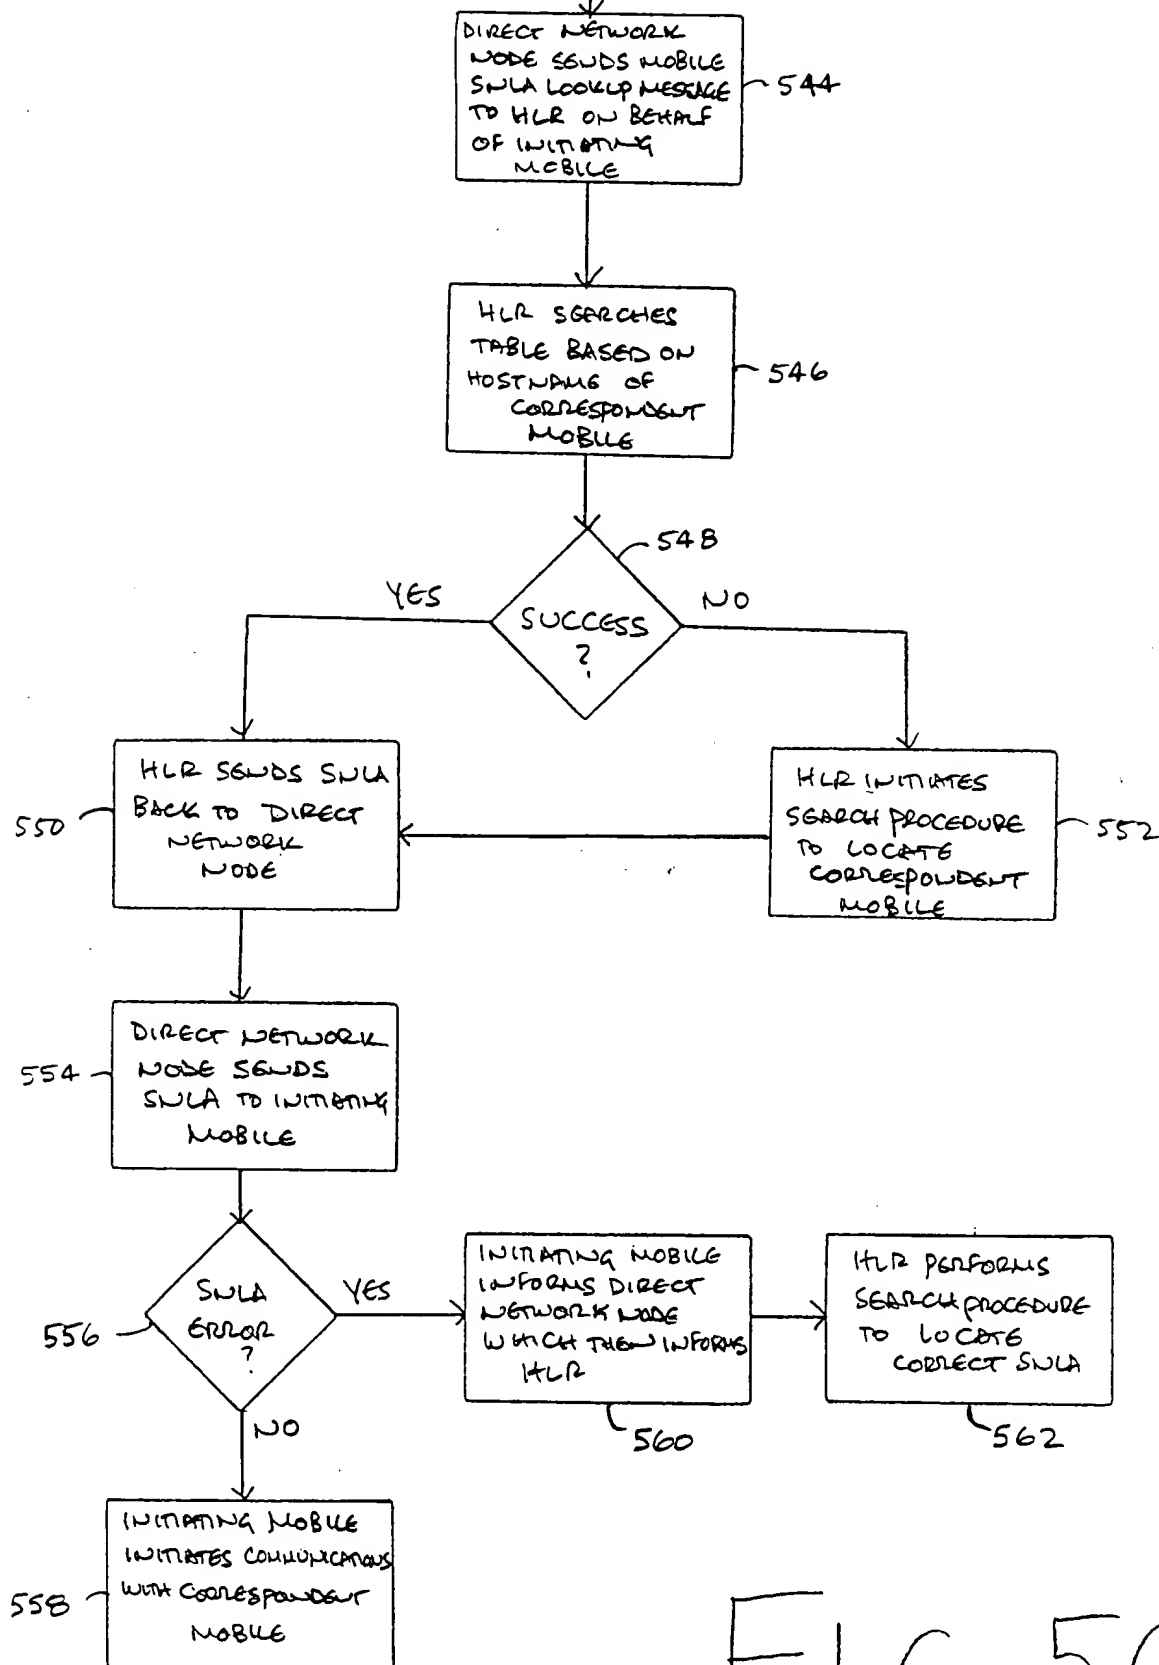 DIRECT NETWORK
NODE SENDS MOBILE
SNLA LOOKUP MESSAGE
TO HLR ON BEHALF
OF INITIATING
MOBILE
544
HLR SEARCHES
TABLE BASED ON
HOSTNAME OF
CORRESPONDENT
MOBILE
546
548
YES
NO
SUCCESS
?
HLR SENDS SNLA
BACK TO DIRECT
NETWORK
NODE
550
HLR INITIATES
SEARCH PROCEDURE
TO LOCATE
CORRESPONDENT
MOBILE
552
DIRECT NETWORK
NODE SENDS
SNLA TO INITIATING
MOBILE
554
SNLA
ERROR
?
556
YES
NO
INITIATING MOBILE
INFORMS DIRECT
NETWORK NODE
WHICH THEN INFORMS
HLR
560
HLR PERFORMS
SEARCH PROCEDURE
TO LOCATE
CORRECT SNLA
562
INITIATING MOBILE
INITIATES COMMUNICATIONS
WITH CORRESPONDENT
MOBILE
558
FIG. 5